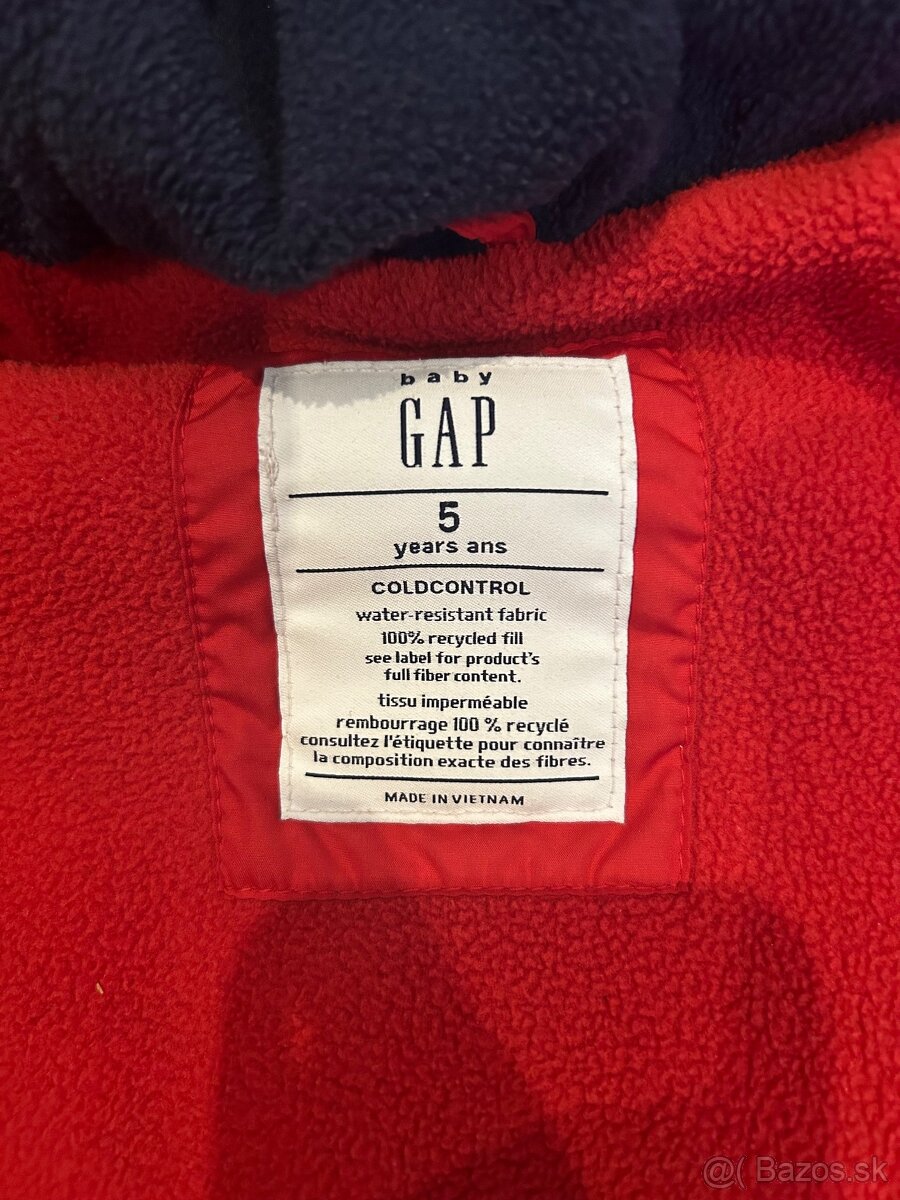 baby
GAP
5
years ans
COLDCONTROL
water-resistant fabric
100% recycled fill
see label for product's
full fiber content.
tissu imperméable
rembourrage 100 % recyclé
consultez l'étiquette pour connaître
la composition exacte des fibres.
MADE IN VIETNAM
@( Bazos.sk